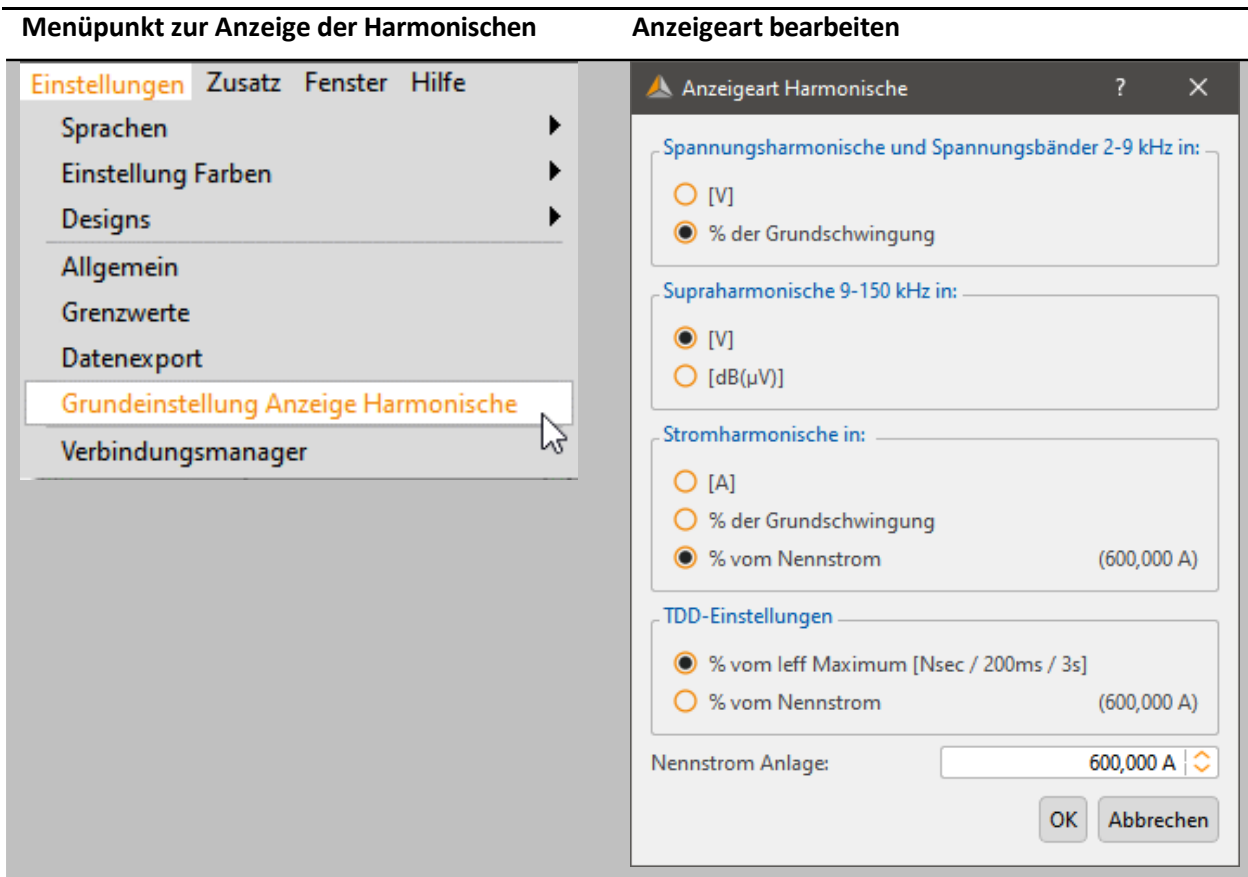 Menüpunkt zur Anzeige der Harmonischen
Anzeigeart bearbeiten
Einstellungen Zusatz Fenster Hilfe
Sprachen
Einstellung Farben
Designs
Allgemein
Grenzwerte
Datenexport
Grundeinstellung Anzeige Harmonische
Verbindungsmanager
Anzeigeart Harmonische ?
Spannungsharmonische und Spannungsbänder 2-9 kHz in:
[V]
% der Grundschwingung
Supraharmonische 9-150 kHz in:
[V]
[dB(µV)]
Stromharmonische in:
[A]
% der Grundschwingung
% vom Nennstrom (600,000 A)
TDD-Einstellungen
% vom Ieff Maximum [Nsec / 200ms / 3s]
% vom Nennstrom (600,000 A)
Nennstrom Anlage: 600,000 A
OK Abbrechen